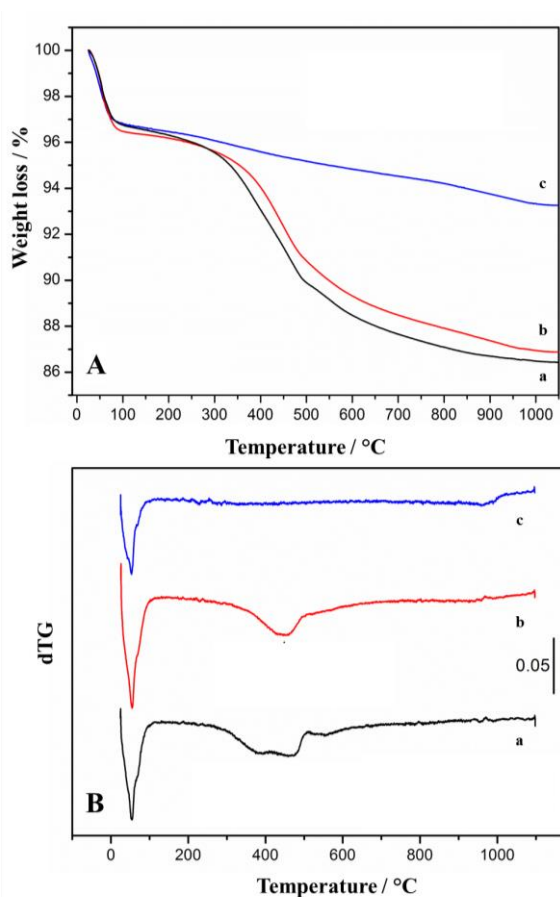 100
98
96
94
92
90
88
86
Weight loss / %
c
b
a
A
0 100 200 300 400 500 600 700 800 900 1000
Temperature / °C
c
b
0.05
a
dTG
B
0 200 400 600 800 1000
Temperature / °C